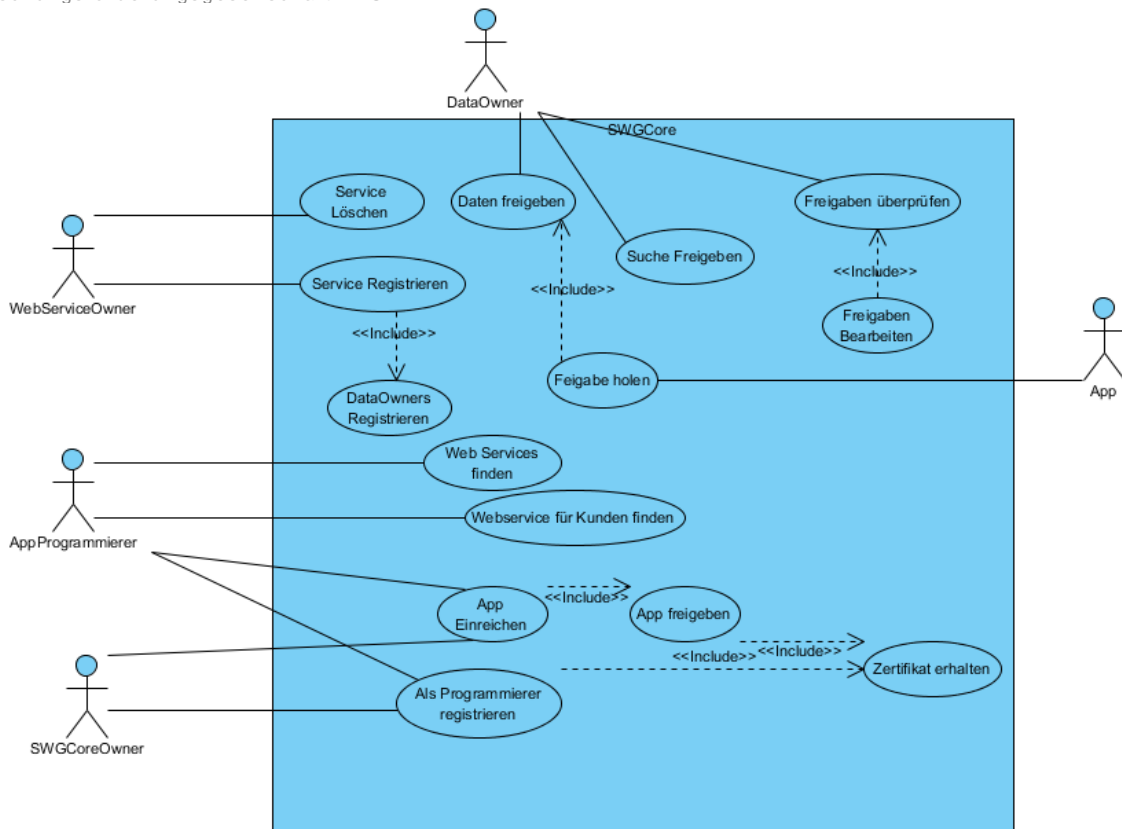 DataOwner
SWGCore
Service
Löschen
Daten freigeben
Freigaben überprüfen
Suche Freigeben
WebServiceOwner
Service Registrieren
<<Include>>
<<Include>>
<<Include>>
Freigaben
Bearbeiten
DataOwners
Registrieren
Feigabe holen
App
Web Services
finden
AppProgrammierer
Webservice für Kunden finden
App
Einreichen
<<Include>>
App freigeben
<<Include>>
<<Include>>
Zertifikat erhalten
Als Programmierer
registrieren
SWGCoreOwner